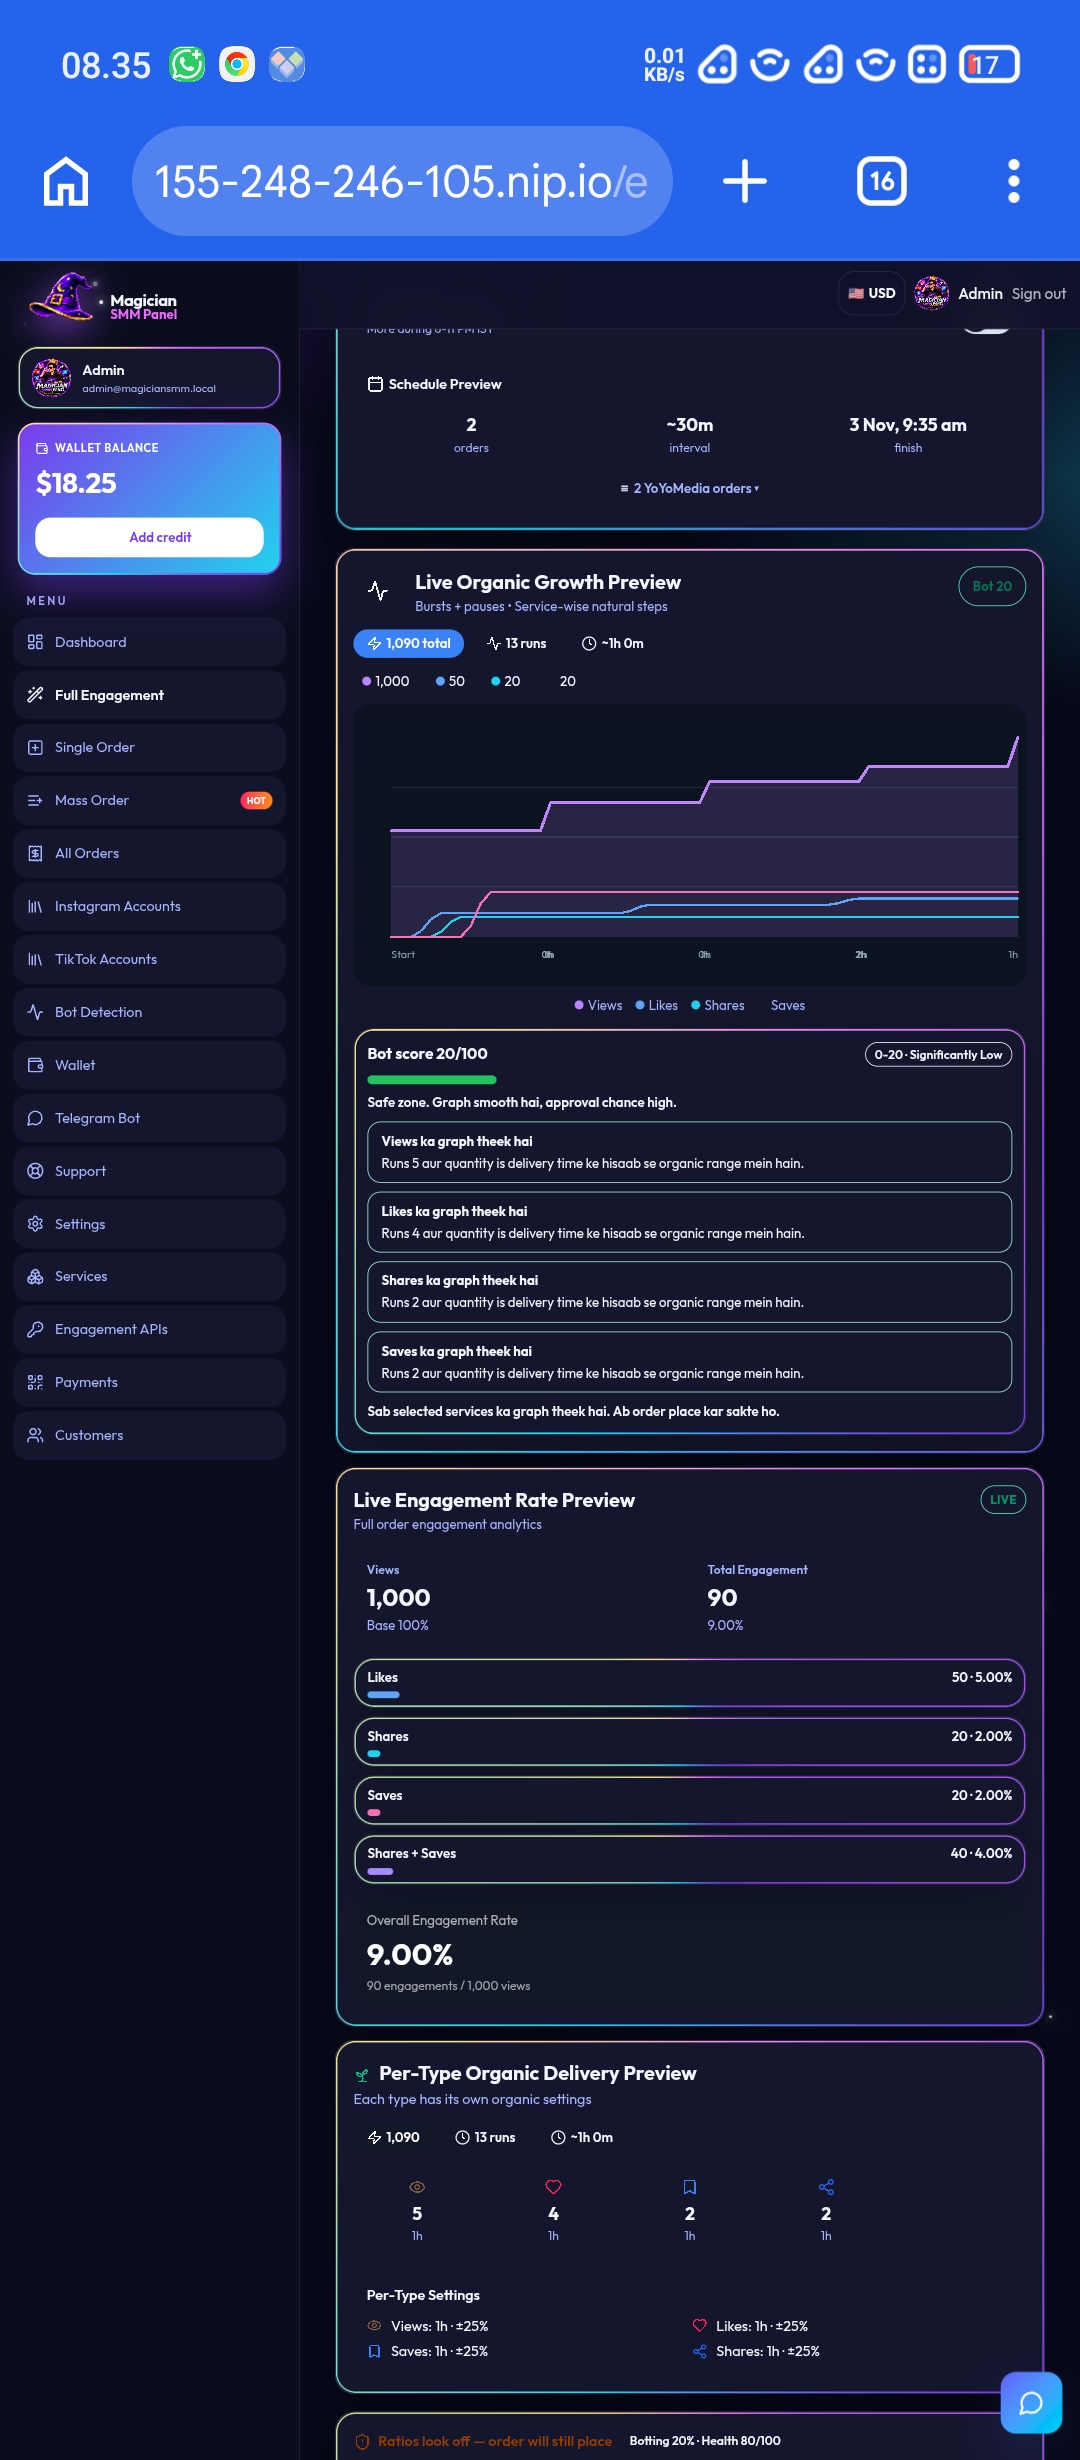 08.35
0.01
KB/s
17
155-248-246-105.nip.io/e
16
Magician
SMM Panel
USD
Admin
Sign out
Admin
admin@magiciansmm.local
WALLET BALANCE
$18.25
Add credit
MENU
Dashboard
Full Engagement
Single Order
Mass Order
HOT
All Orders
Instagram Accounts
TikTok Accounts
Bot Detection
Wallet
Telegram Bot
Support
Settings
Services
Engagement APIs
Payments
Customers
Schedule Preview
2
orders
~30m
interval
3 Nov, 9:35 am
finish
2 YoYoMedia orders ▾
Live Organic Growth Preview
Bursts + pauses • Service-wise natural steps
Bot 20
1,090 total
13 runs
~1h 0m
1,000
50
20
20
Start
1h
Views
Likes
Shares
Saves
Bot score 20/100
0-20 · Significantly Low
Safe zone. Graph smooth hai, approval chance high.
Views ka graph theek hai
Runs 5 aur quantity is delivery time ke hisaab se organic range mein hain.
Likes ka graph theek hai
Runs 4 aur quantity is delivery time ke hisaab se organic range mein hain.
Shares ka graph theek hai
Runs 2 aur quantity is delivery time ke hisaab se organic range mein hain.
Saves ka graph theek hai
Runs 2 aur quantity is delivery time ke hisaab se organic range mein hain.
Sab selected services ka graph theek hai. Ab order place kar sakte ho.
Live Engagement Rate Preview
LIVE
Full order engagement analytics
Views
1,000
Base 100%
Total Engagement
90
9.00%
Likes
50 · 5.00%
Shares
20 · 2.00%
Saves
20 · 2.00%
Shares + Saves
40 · 4.00%
Overall Engagement Rate
9.00%
90 engagements / 1,000 views
Per-Type Organic Delivery Preview
Each type has its own organic settings
1,090
13 runs
~1h 0m
5
1h
4
1h
2
1h
2
1h
Per-Type Settings
Views: 1h · ±25%
Likes: 1h · ±25%
Saves: 1h · ±25%
Shares: 1h · ±25%
Ratios look off — order will still place
Botting 20% · Health 80/100